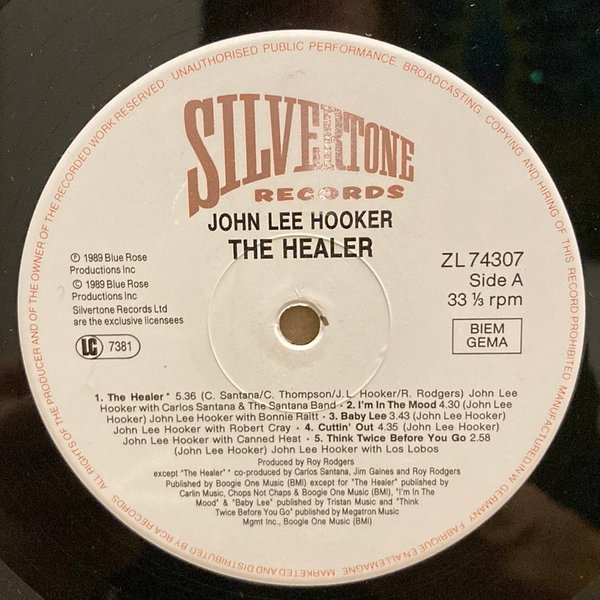 ALL RIGHTS OF THE PRODUCER AND OF THE OWNER OF THE RECORDED WORK RESERVED. UNAUTHORISED PUBLIC PERFORMANCE, BROADCASTING, COPYING AND HIRING OF THIS RECORD PROHIBITED. MANUFACTURED IN W. GERMANY FABRIQUE EN ALLEMAGNE MARKETED AND DISTRIBUTED BY RCA RECORDS
SILVERTONE
RECORDS
JOHN LEE HOOKER
THE HEALER
℗ 1989 Blue Rose
Productions Inc
© 1989 Blue Rose
Productions Inc
Silvertone Records Ltd
are the exclusive licensees
LC 7381
ZL 74307
Side A
33 ⅓ rpm
BIEM
GEMA
1. The Healer * 5.36 (C. Santana/C. Thompson/J.L. Hooker/R. Rodgers) John Lee
Hooker with Carlos Santana & The Santana Band • 2. I'm In The Mood 4.30 (John Lee
Hooker) John Lee Hooker with Bonnie Raitt • 3. Baby Lee 3.43 (John Lee Hooker)
John Lee Hooker with Robert Cray • 4. Cuttin' Out 4.35 (John Lee Hooker)
John Lee Hooker with Canned Heat • 5. Think Twice Before You Go 2.58
(John Lee Hooker) John Lee Hooker with Los Lobos
Produced by Roy Rodgers
except "The Healer" * co-produced by Carlos Santana, Jim Gaines and Roy Rodgers
Published by Boogie One Music (BMI) except for "The Healer" published by
Carlin Music, Chops Not Chaps & Boogie One Music (BMI), "I'm In The
Mood" & "Baby Lee" published by Tristan Music and "Think
Twice Before You Go" published by Megatron Music
Mgmt Inc., Boogie One Music (BMI)